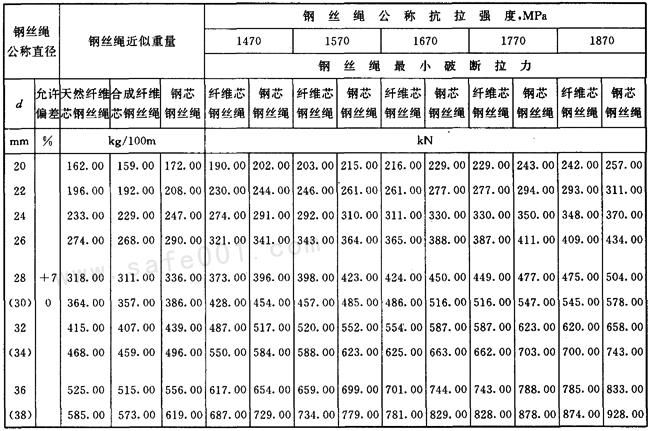 钢丝绳公称直径 钢丝绳近似重量 钢丝绳公称抗拉强度,MPa
1470 1570 1670 1770 1870
钢丝绳最小破断拉力
d 允许偏差 天然纤维芯钢丝绳 合成纤维芯钢丝绳 钢芯钢丝绳 纤维芯钢丝绳 钢芯钢丝绳 纤维芯钢丝绳 钢芯钢丝绳 纤维芯钢丝绳 钢芯钢丝绳 纤维芯钢丝绳 钢芯钢丝绳 纤维芯钢丝绳 钢芯钢丝绳
mm % kg/100m kN
20 162.00 159.00 172.00 190.00 202.00 203.00 215.00 216.00 229.00 229.00 243.00 242.00 257.00
22 196.00 192.00 208.00 230.00 244.00 246.00 261.00 261.00 277.00 277.00 294.00 293.00 311.00
24 233.00 229.00 247.00 274.00 291.00 292.00 310.00 311.00 330.00 330.00 350.00 348.00 370.00
26 274.00 268.00 290.00 321.00 341.00 343.00 364.00 365.00 388.00 387.00 411.00 409.00 434.00
28 +7 318.00 311.00 336.00 373.00 396.00 398.00 423.00 424.00 450.00 449.00 477.00 475.00 504.00
(30) 0 364.00 357.00 386.00 428.00 454.00 457.00 485.00 486.00 516.00 516.00 547.00 545.00 578.00
32 415.00 407.00 439.00 487.00 517.00 520.00 552.00 554.00 587.00 587.00 623.00 620.00 658.00
(34) 468.00 459.00 496.00 550.00 584.00 588.00 623.00 625.00 663.00 662.00 703.00 700.00 743.00
36 525.00 515.00 556.00 617.00 654.00 659.00 699.00 701.00 744.00 743.00 788.00 785.00 833.00
(38) 585.00 573.00 619.00 687.00 729.00 734.00 779.00 781.00 829.00 828.00 878.00 874.00 928.00
www.safe001.com